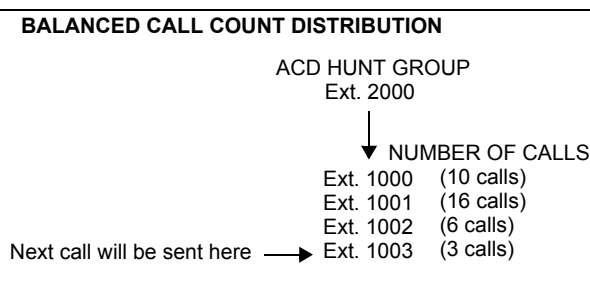 BALANCED CALL COUNT DISTRIBUTION
ACD HUNT GROUP
Ext. 2000
NUMBER OF CALLS
Ext. 1000 (10 calls)
Ext. 1001 (16 calls)
Ext. 1002 (6 calls)
Next call will be sent here Ext. 1003 (3 calls)